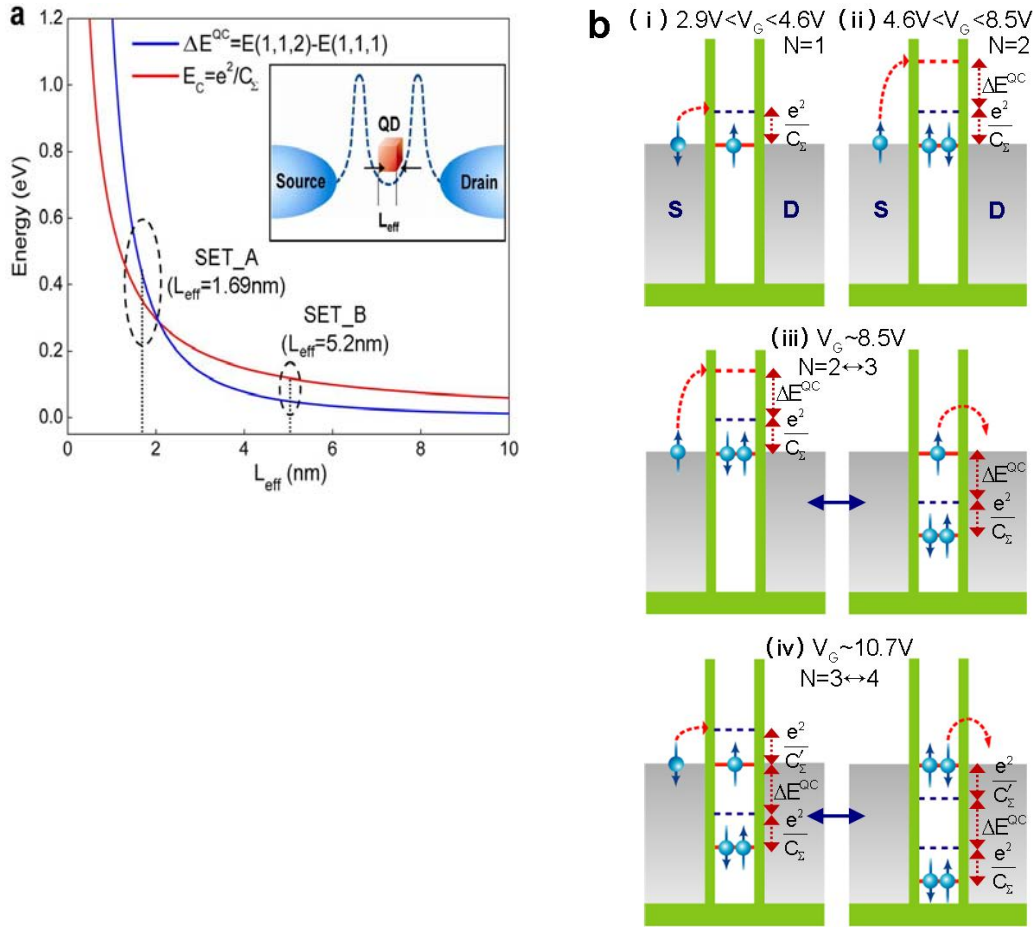 a
1.2
1.0
0.8
0.6
0.4
0.2
0.0
Energy (eV)
0 2 4 6 8 10
L_eff (nm)
ΔE^QC=E(1,1,2)-E(1,1,1)
E_C=e²/C_Σ
QD
Source
Drain
L_eff
SET_A
(L_eff=1.69nm)
SET_B
(L_eff=5.2nm)
b
(i) 2.9V<V_G<4.6V
N=1
e²
C_Σ
S
D
(ii) 4.6V<V_G<8.5V
N=2
ΔE^QC
e²
C_Σ
S
D
(iii) V_G~8.5V
N=2↔3
ΔE^QC
e²
C_Σ
ΔE^QC
e²
C_Σ
(iv) V_G~10.7V
N=3↔4
e²
C'_Σ
ΔE^QC
e²
C_Σ
e²
C'_Σ
ΔE^QC
e²
C_Σ